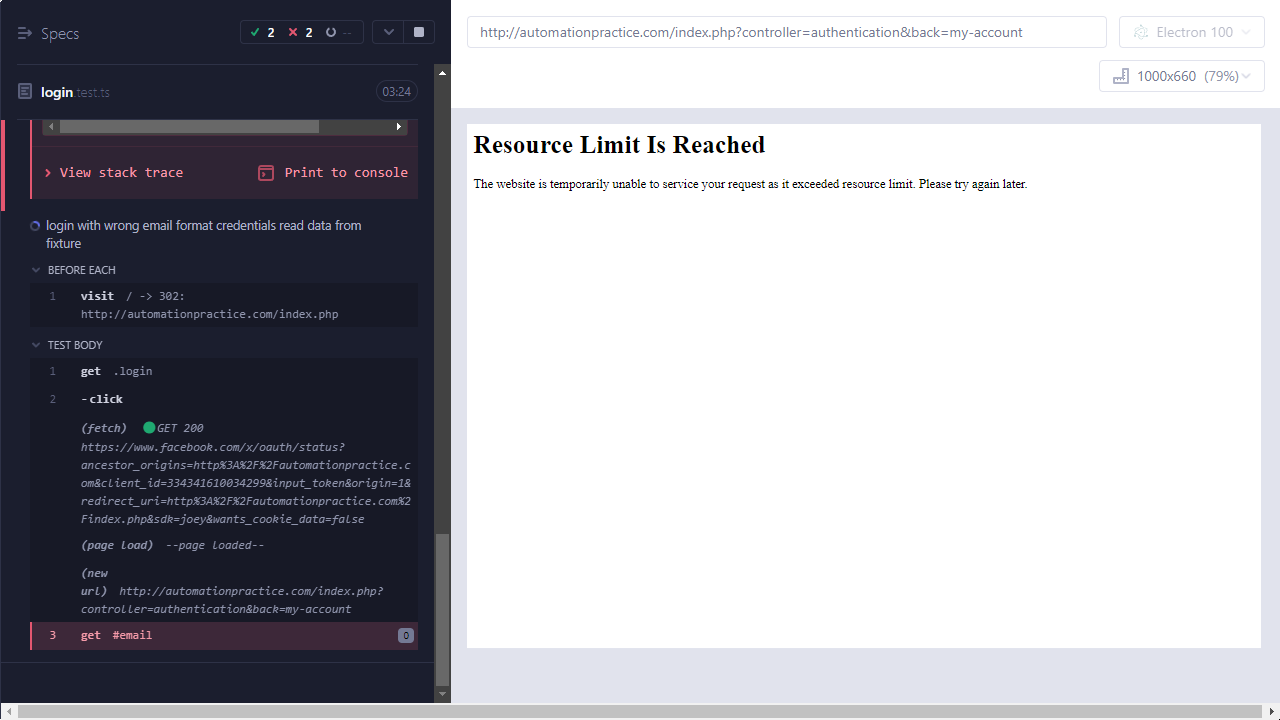 Specs
2
2
--
login.test.ts
03:24
View stack trace
Print to console
login with wrong email format credentials read data from
fixture
BEFORE EACH
1 visit / -> 302:
http://automationpractice.com/index.php
TEST BODY
1 get .login
2 -click
(fetch) GET 200
https://www.facebook.com/x/oauth/status?
ancestor_origins=http%3A%2F%2Fautomationpractice.c
om&client_id=334341610034299&input_token&origin=1&
redirect_uri=http%3A%2F%2Fautomationpractice.com%2
Findex.php&sdk=joey&wants_cookie_data=false
(page load) --page loaded--
(new
url) http://automationpractice.com/index.php?
controller=authentication&back=my-account
3 get #email 0
http://automationpractice.com/index.php?controller=authentication&back=my-account
Electron 100
1000x660 (79%)
Resource Limit Is Reached
The website is temporarily unable to service your request as it exceeded resource limit. Please try again later.